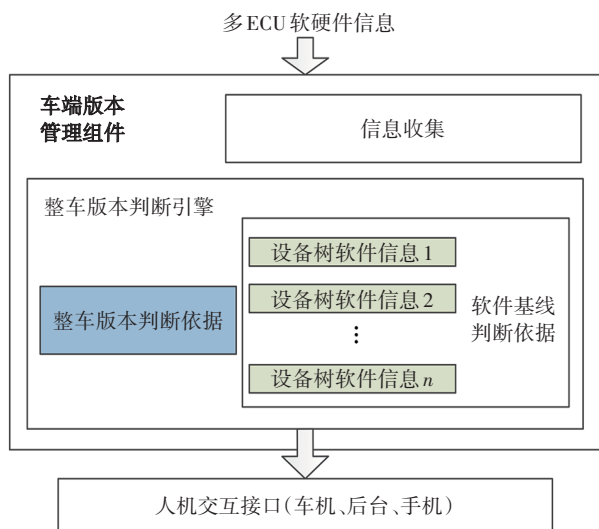 多ECU软硬件信息
车端版本
管理组件
信息收集
整车版本判断引擎
设备树软件信息1
整车版本判断依据
设备树软件信息2
⋮
软件基线
判断依据
设备树软件信息n
人机交互接口(车机、后台、手机)